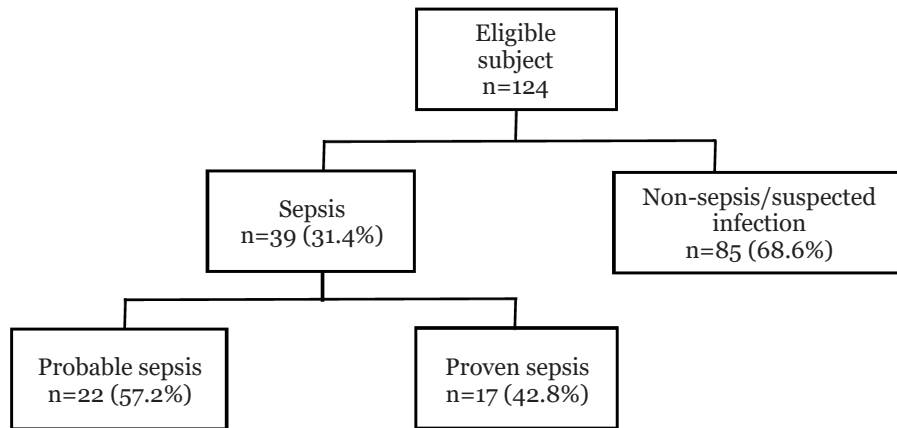 Eligible
subject
n=124
Sepsis
n=39 (31.4%)
Non-sepsis/suspected
infection
n=85 (68.6%)
Probable sepsis
n=22 (57.2%)
Proven sepsis
n=17 (42.8%)